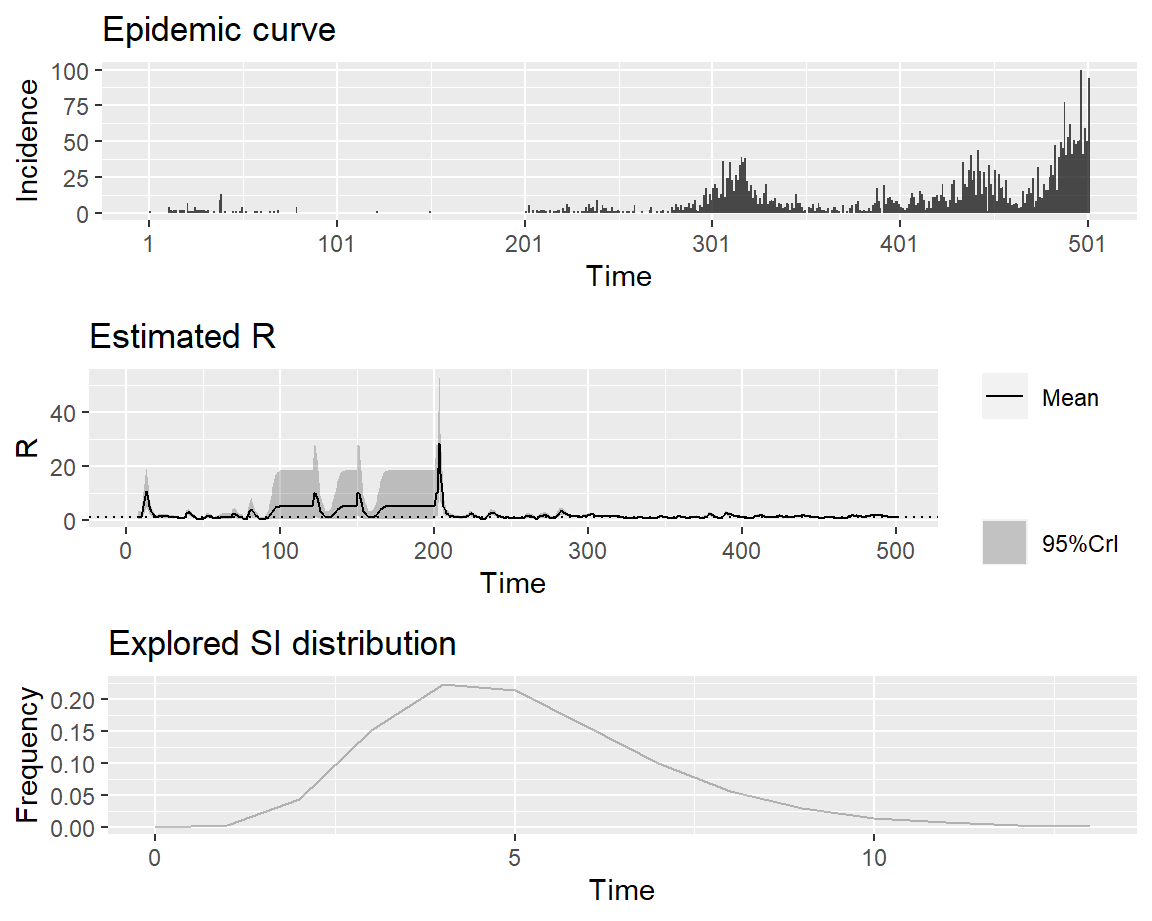 Epidemic curve
100
75
50
25
0
Incidence
1 101 201 301 401 501
Time
Estimated R
40
20
0
R
0 100 200 300 400 500
Time
Mean
95%CrI
Explored SI distribution
0.20
0.15
0.10
0.05
0.00
Frequency
0 5 10
Time